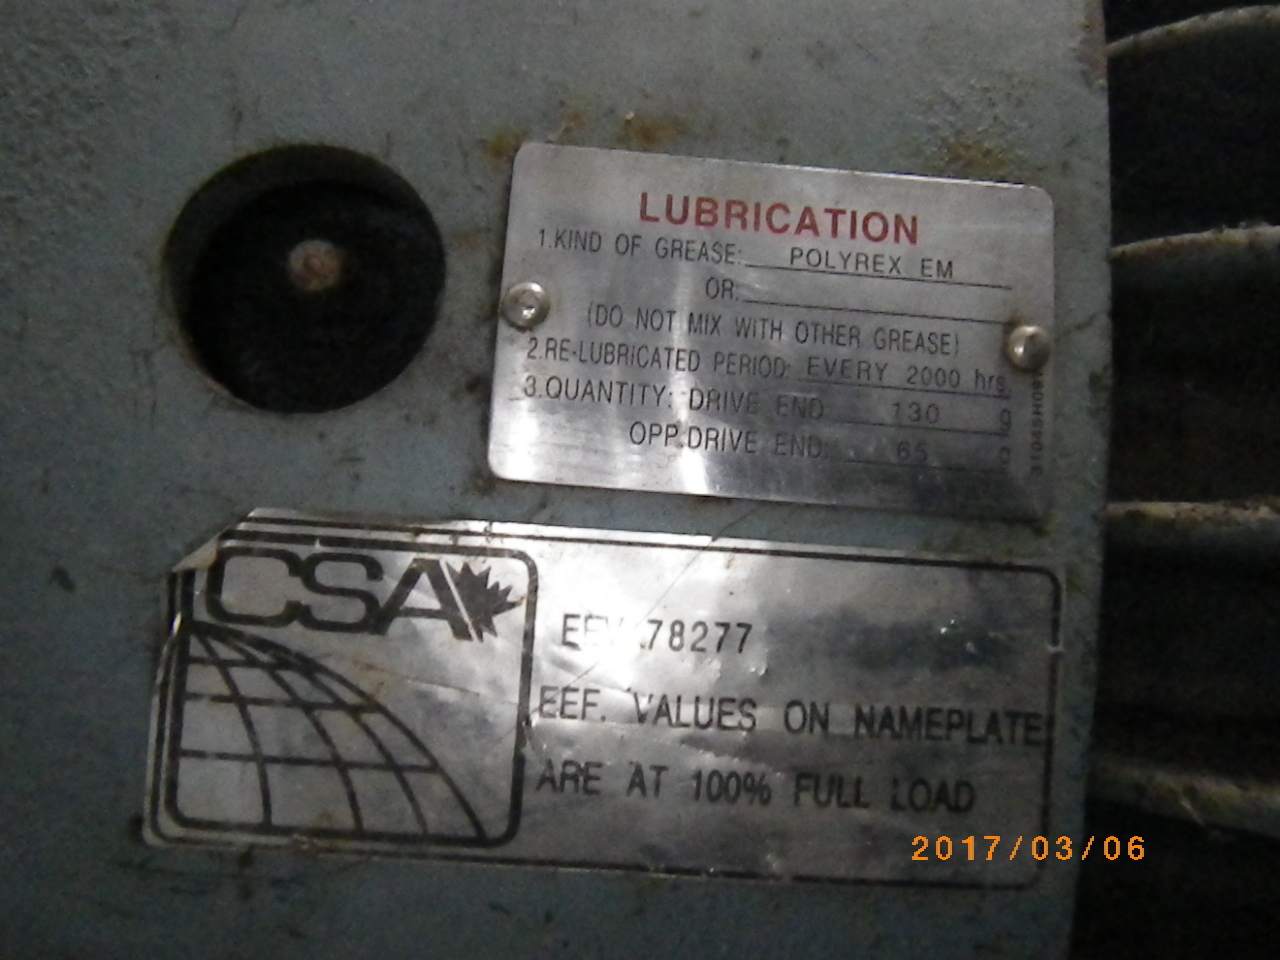 LUBRICATION
1.KIND OF GREASE: POLYREX EM
OR:
(DO NOT MIX WITH OTHER GREASE)
2.RE-LUBRICATED PERIOD: EVERY 2000 hrs.
3.QUANTITY: DRIVE END: 130 g
OPP.DRIVE END: 65 g
CSA
78277
EEF. VALUES ON NAMEPLATE
ARE AT 100% FULL LOAD
2017/03/06